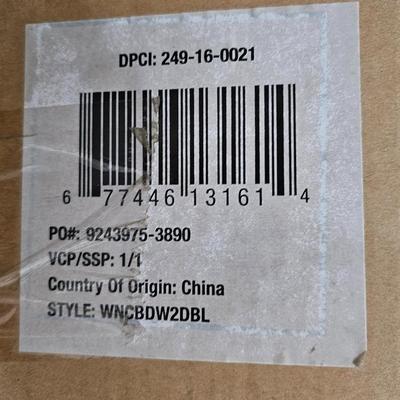 DPCI: 249-16-0021
6 77446 13161 4
PO#: 9243975-3890
VCP/SSP: 1/1
Country Of Origin: China
STYLE: WNCBDW2DBL